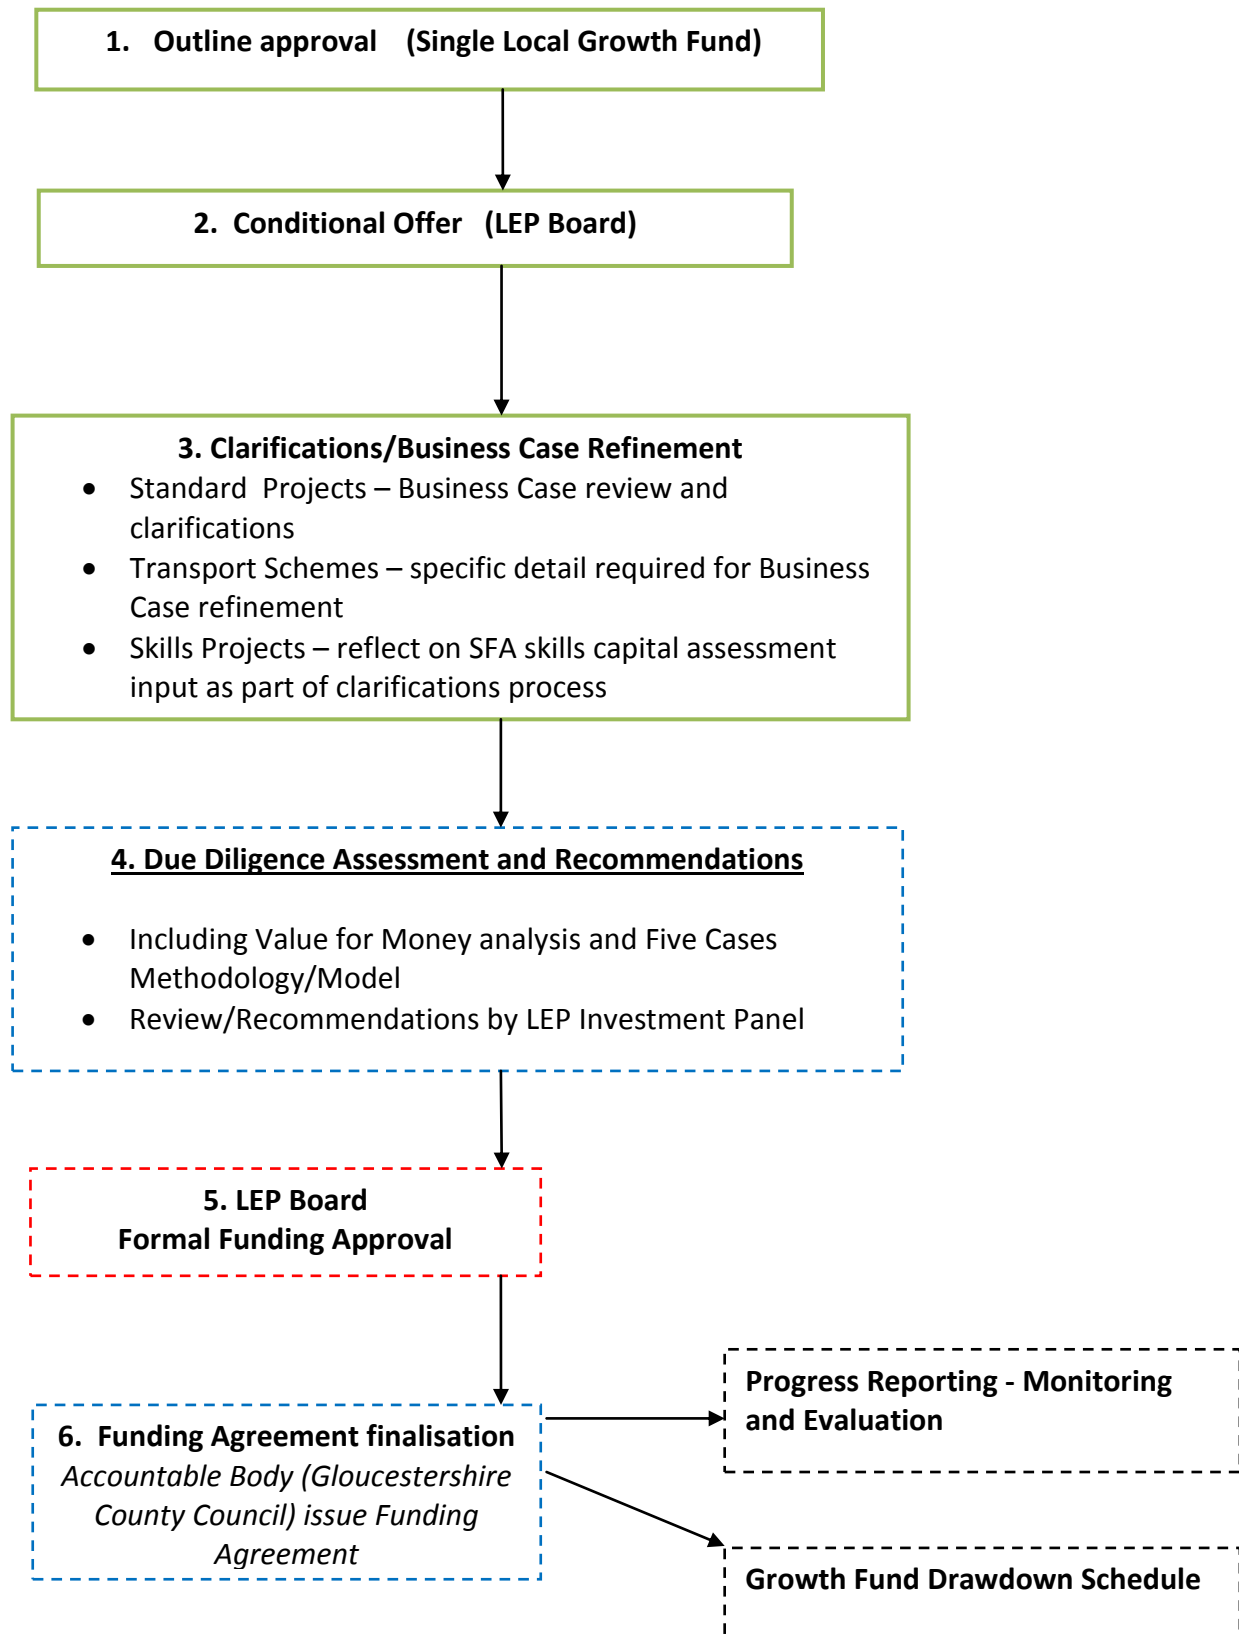 1. Outline approval (Single Local Growth Fund)
2. Conditional Offer (LEP Board)
3. Clarifications/Business Case Refinement
• Standard Projects – Business Case review and
clarifications
• Transport Schemes – specific detail required for Business
Case refinement
• Skills Projects – reflect on SFA skills capital assessment
input as part of clarifications process
4. Due Diligence Assessment and Recommendations
• Including Value for Money analysis and Five Cases
Methodology/Model
• Review/Recommendations by LEP Investment Panel
5. LEP Board
Formal Funding Approval
6. Funding Agreement finalisation
Accountable Body (Gloucestershire
County Council) issue Funding
Agreement
Progress Reporting - Monitoring
and Evaluation
Growth Fund Drawdown Schedule